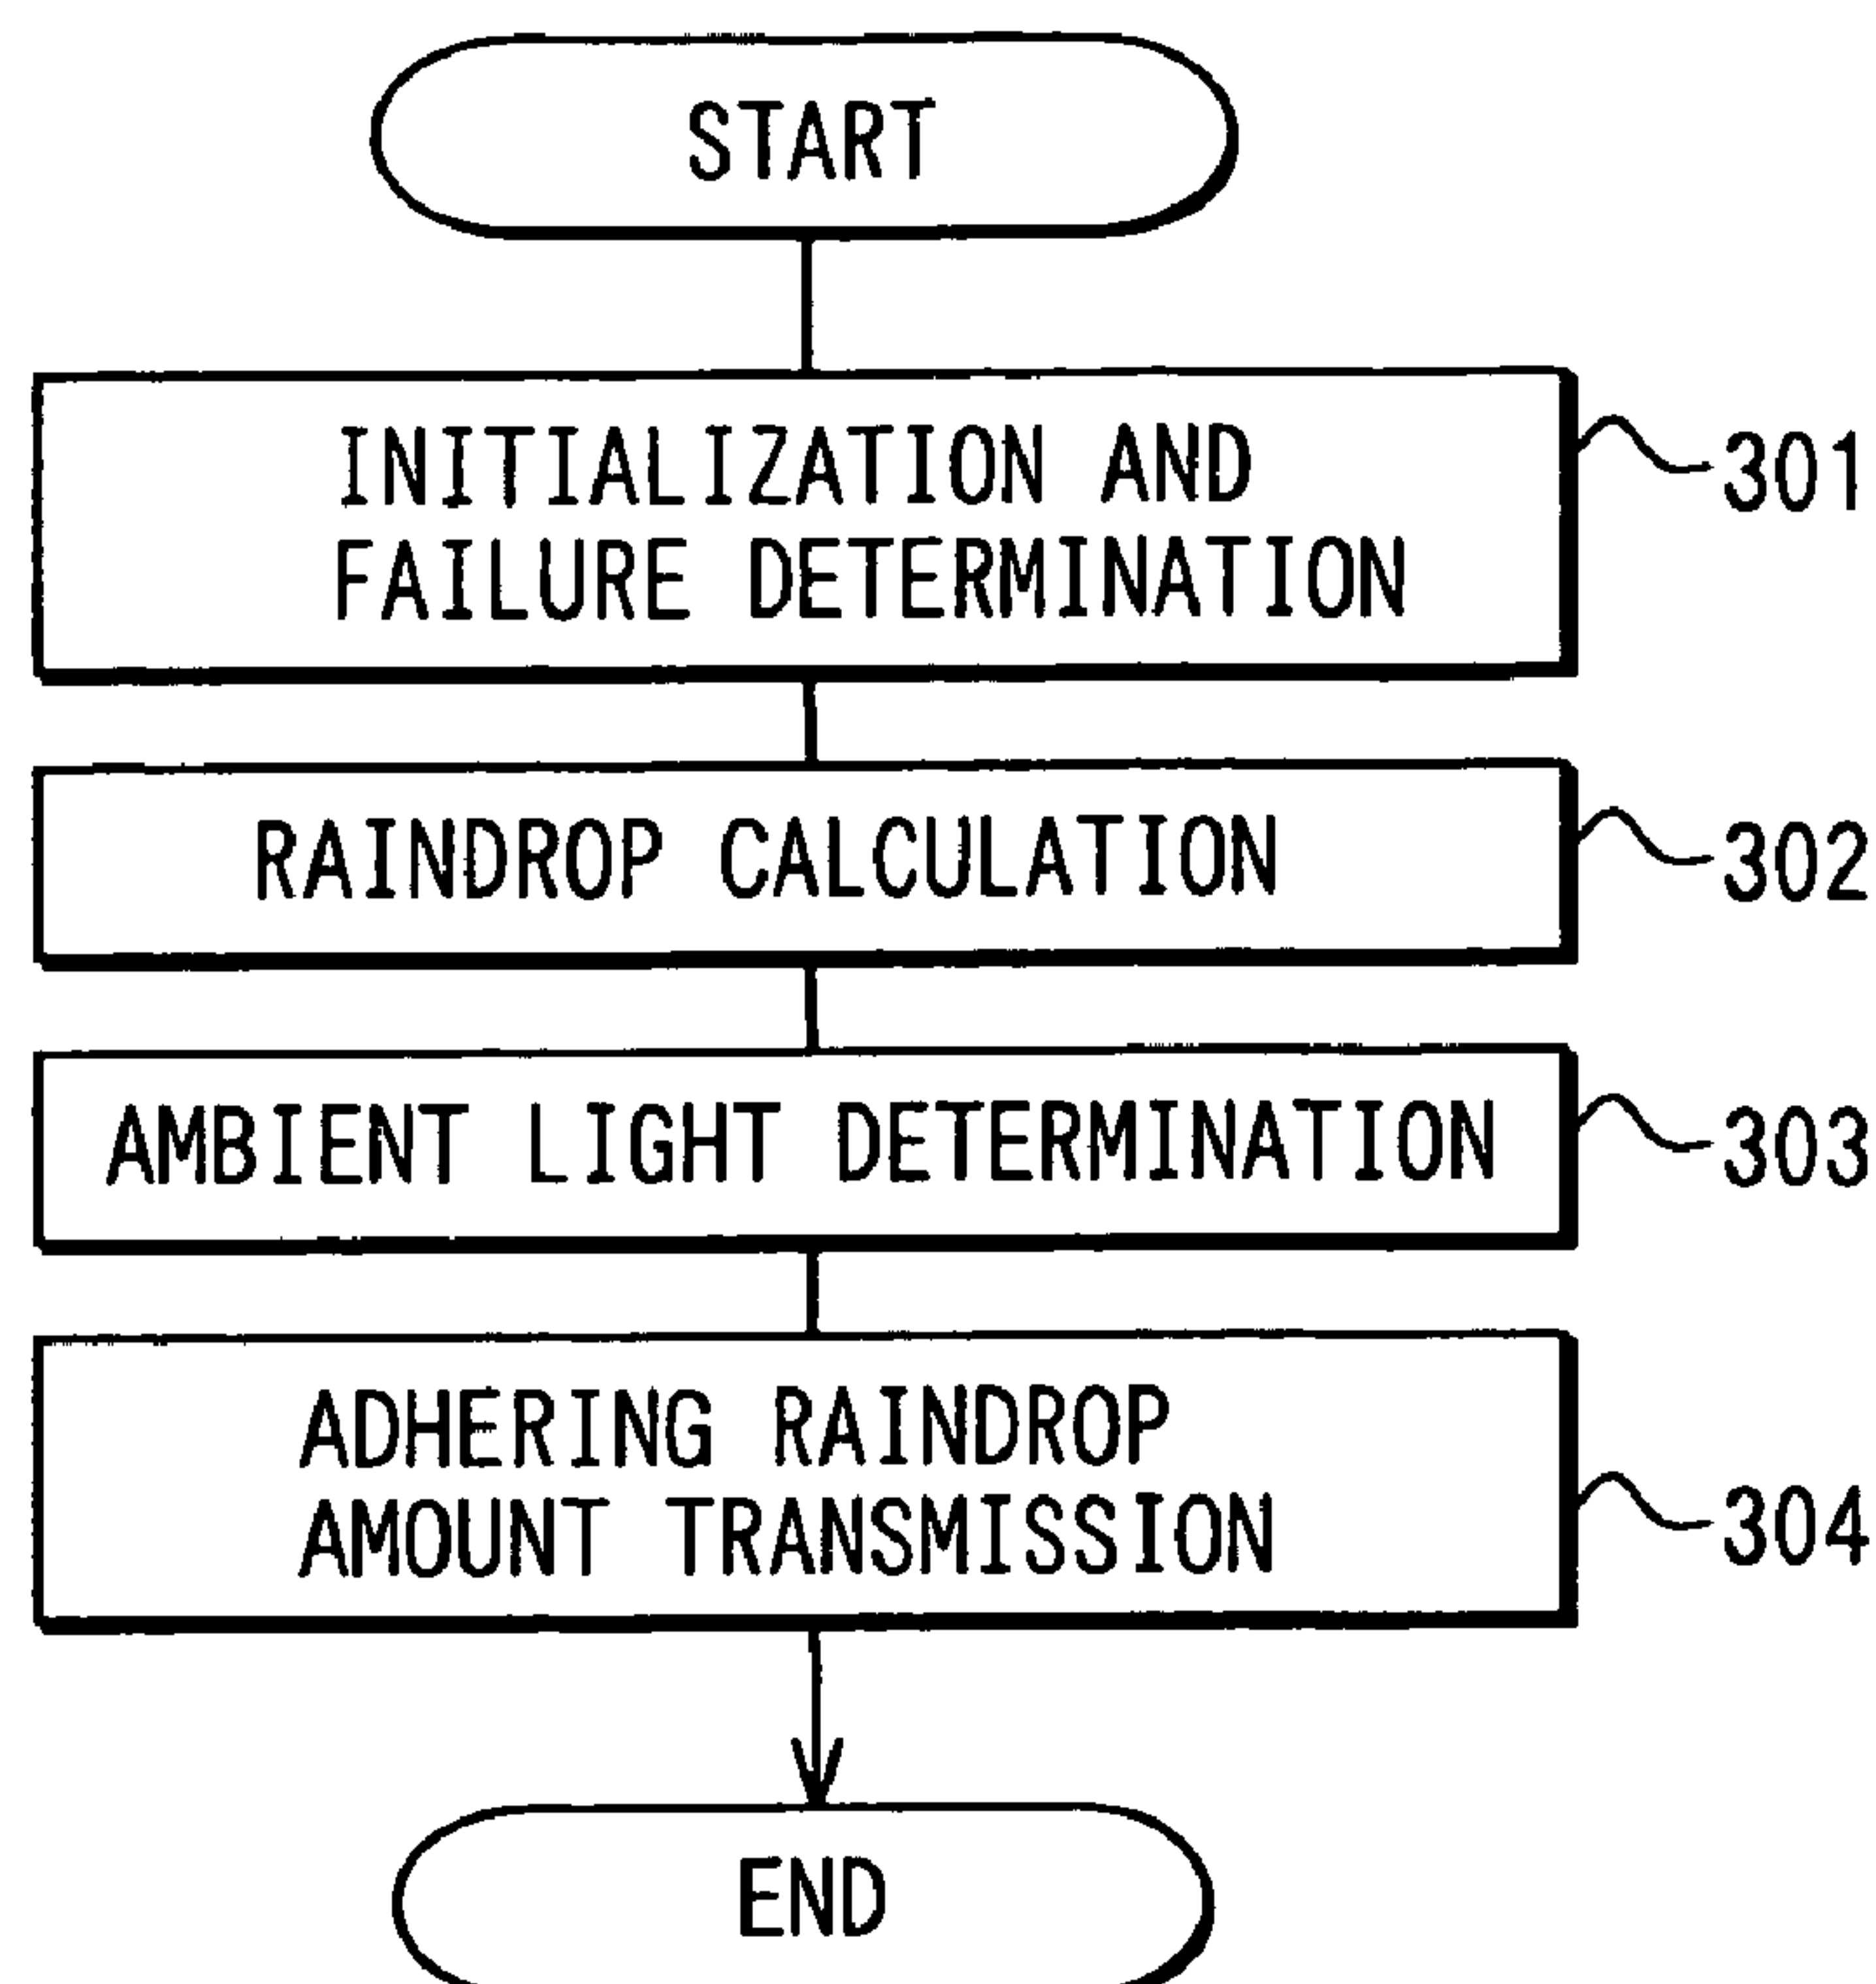 START
INITIALIZATION AND
FAILURE DETERMINATION
301
RAINDROP CALCULATION
302
AMBIENT LIGHT DETERMINATION
303
ADHERING RAINDROP
AMOUNT TRANSMISSION
304
END